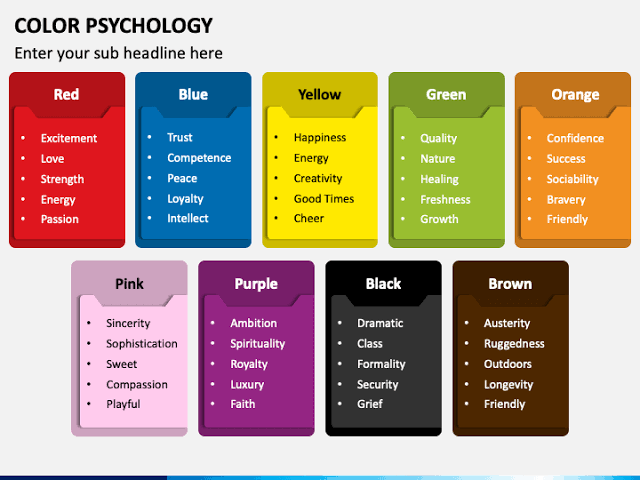 COLOR PSYCHOLOGY
Enter your sub headline here
Red
• Excitement
• Love
• Strength
• Energy
• Passion
Blue
• Trust
• Competence
• Peace
• Loyalty
• Intellect
Yellow
• Happiness
• Energy
• Creativity
• Good Times
• Cheer
Green
• Quality
• Nature
• Healing
• Freshness
• Growth
Orange
• Confidence
• Success
• Sociability
• Bravery
• Friendly
Pink
• Sincerity
• Sophistication
• Sweet
• Compassion
• Playful
Purple
• Ambition
• Spirituality
• Royalty
• Luxury
• Faith
Black
• Dramatic
• Class
• Formality
• Security
• Grief
Brown
• Austerity
• Ruggedness
• Outdoors
• Longevity
• Friendly